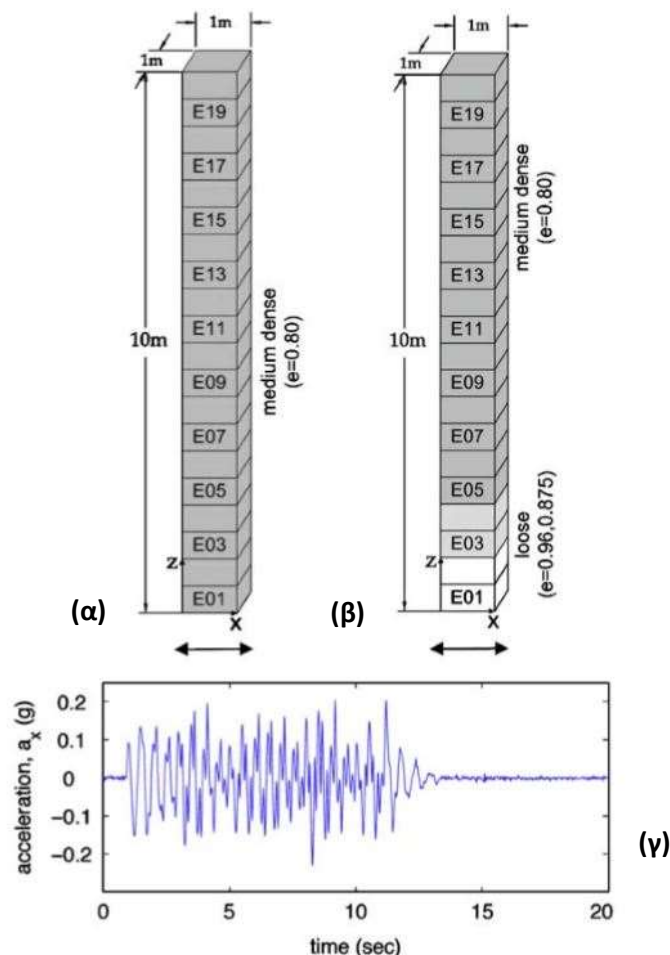 1m
1m
E19
E17
E15
E13
E11
E09
E07
E05
E03
E01
10m
medium dense
(e=0.80)
Z
X
(α)
1m
1m
E19
E17
E15
E13
E11
E09
E07
E05
E03
E01
10m
medium dense
(e=0.80)
loose
(e=0.96,0.875)
Z
X
(β)
acceleration, a_x (g)
0.2
0.1
0
−0.1
−0.2
0
5
10
15
20
time (sec)
(γ)